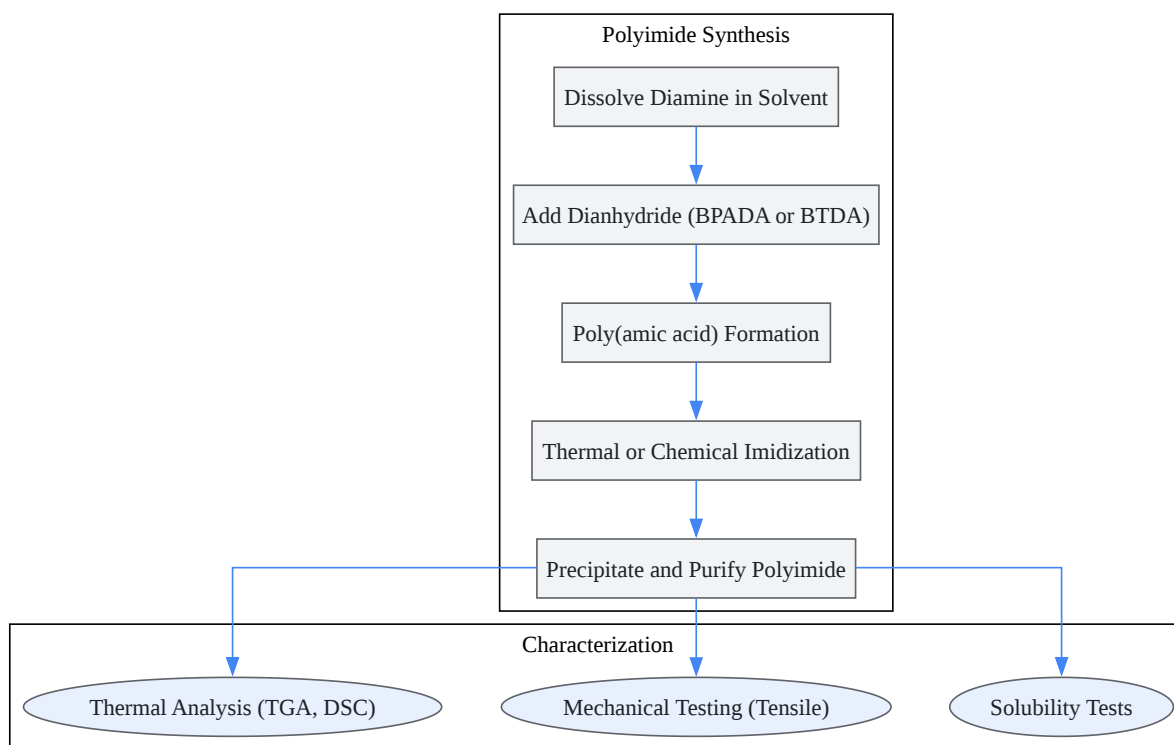 Polyimide Synthesis
Dissolve Diamine in Solvent
Add Dianhydride (BPADA or BTDA)
Poly(amic acid) Formation
Thermal or Chemical Imidization
Precipitate and Purify Polyimide
Characterization
Thermal Analysis (TGA, DSC)
Mechanical Testing (Tensile)
Solubility Tests